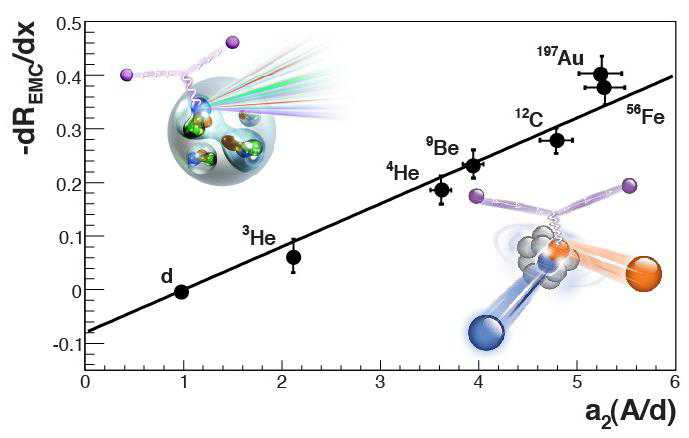 -dR_EMC/dx
0.5
0.4
0.3
0.2
0.1
0
-0.1
d
³He
⁴He
⁹Be
¹²C
¹⁹⁷Au
⁵⁶Fe
0 1 2 3 4 5 6
a₂(A/d)